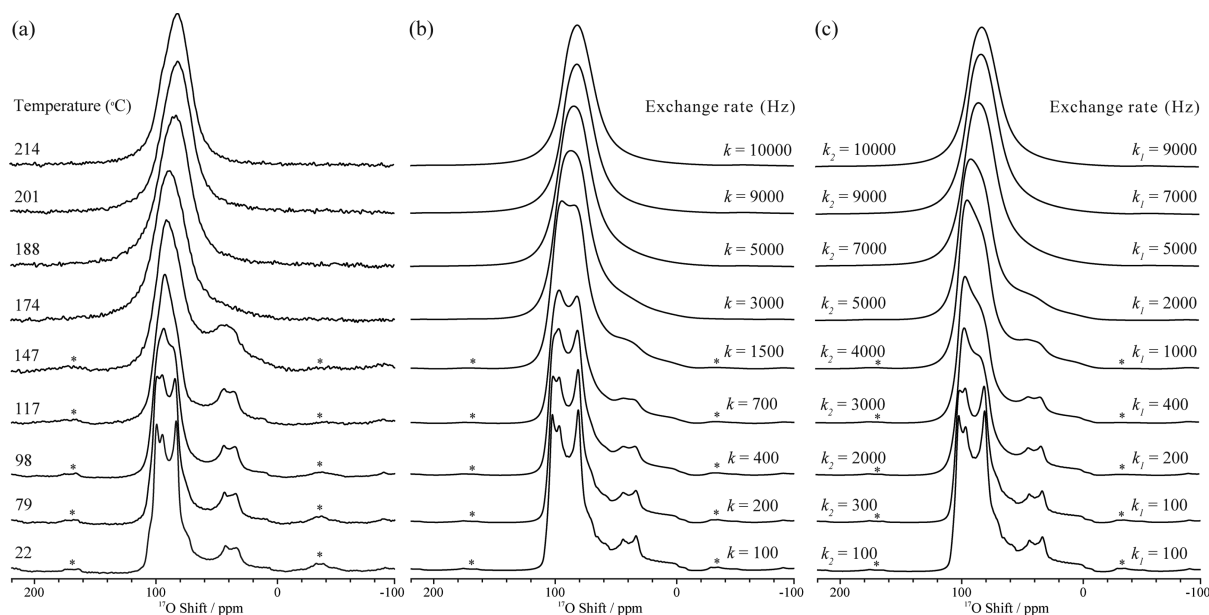 (a)
(b)
(c)
Temperature (°C)
Exchange rate (Hz)
Exchange rate (Hz)
214
k = 10000
k₂ = 10000
k₁ = 9000
201
k = 9000
k₂ = 9000
k₁ = 7000
188
k = 5000
k₂ = 7000
k₁ = 5000
174
k = 3000
k₂ = 5000
k₁ = 2000
147
*
*
*
*
k = 1500
k₂ = 4000
*
*
k₁ = 1000
117
*
*
*
*
k = 700
k₂ = 3000
*
*
k₁ = 400
98
*
*
*
*
k = 400
k₂ = 2000
*
*
k₁ = 200
79
*
*
*
*
k = 200
k₂ = 300
*
*
k₁ = 100
22
*
*
*
*
k = 100
k₂ = 100
*
*
k₁ = 100
200 100 0 -100
200 100 0 -100
200 100 0 -100
¹⁷O Shift / ppm
¹⁷O Shift / ppm
¹⁷O Shift / ppm